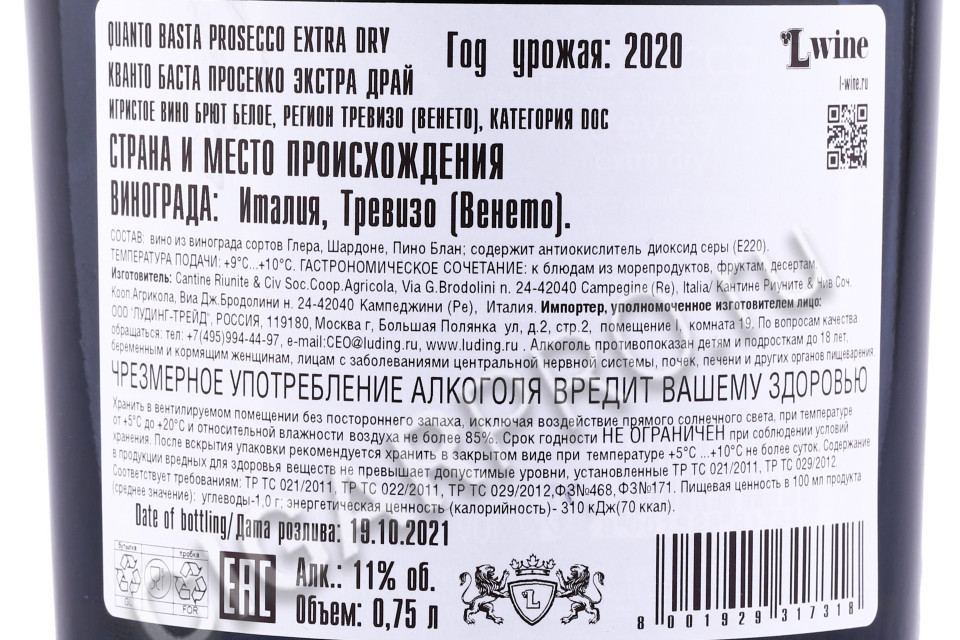 QUANTO BASTA PROSECCO EXTRA DRY
Год урожая: 2020
L wine
l-wine.ru
КВАНТО БАСТА ПРОСЕККО ЭКСТРА ДРАЙ
ИГРИСТОЕ ВИНО БРЮТ БЕЛОЕ, РЕГИОН ТРЕВИЗО (ВЕНЕТО), КАТЕГОРИЯ DOC
СТРАНА И МЕСТО ПРОИСХОЖДЕНИЯ
ВИНОГРАДА: Италия, Тревизо (Венето).
СОСТАВ: вино из винограда сортов Глера, Шардоне, Пино Блан; содержит антиокислитель диоксид серы (Е220).
ТЕМПЕРАТУРА ПОДАЧИ: +9°C...+10°C. ГАСТРОНОМИЧЕСКОЕ СОЧЕТАНИЕ: к блюдам из морепродуктов, фруктам, десертам.
Изготовитель: Cantine Riunite & Civ Soc.Coop.Agricola, Via G.Brodolini n. 24-42040 Campegine (Re), Italia/ Кантине Риуните & Чив Соч.
Кооп.Агрикола, Виа Дж.Бродолини н. 24-42040 Кампеджини (Ре), Италия. Импортер, уполномоченное изготовителем лицо:
ООО "ЛУДИНГ-ТРЕЙД", РОССИЯ, 119180, Москва г, Большая Полянка ул, д.2, стр.2, помещение I, комната 19. По вопросам качества
обращаться: тел: +7(495)994-44-97, e-mail:CEO@luding.ru, www.luding.ru . Алкоголь противопоказан детям и подросткам до 18 лет,
беременным и кормящим женщинам, лицам с заболеваниями центральной нервной системы, почек, печени и других органов пищеварения.
ЧРЕЗМЕРНОЕ УПОТРЕБЛЕНИЕ АЛКОГОЛЯ ВРЕДИТ ВАШЕМУ ЗДОРОВЬЮ
Хранить в вентилируемом помещении без постороннего запаха, исключая воздействие прямого солнечного света, при температуре
от +5°C до +20°C и относительной влажности воздуха не более 85%. Срок годности НЕ ОГРАНИЧЕН при соблюдении условий
хранения. После вскрытия упаковки рекомендуется хранить в закрытом виде при температуре +5°C ...+10°C не более суток. Содержание
в продукции вредных для здоровья веществ не превышает допустимые уровни, установленные ТР ТС 021/2011, ТР ТС 029/2012.
Соответствует требованиям: ТР ТС 021/2011, ТР ТС 022/2011, ТР ТС 029/2012,ФЗ№468, ФЗ№171. Пищевая ценность в 100 мл продукта
(среднее значение): углеводы-1,0 г; энергетическая ценность (калорийность)- 310 кДж(70 ккал).
Date of bottling/Дата розлива: 19.10.2021
бутылка
пробка
GL
FOR
EAC
Алк.: 11% об.
Объем: 0,75 л
L
8 001929 317318
CIGARPRO.ru